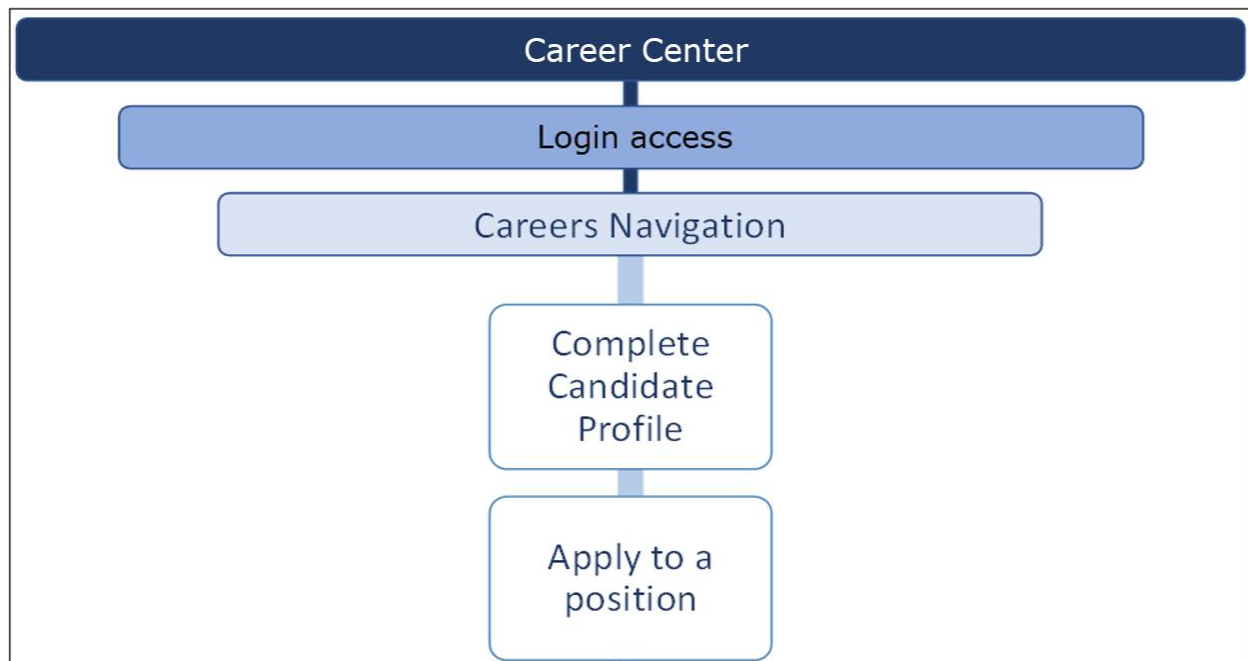 Career Center
Login access
Careers Navigation
Complete
Candidate
Profile
Apply to a
position